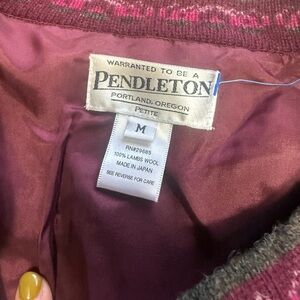 WARRANTED TO BE A
PENDLETON
PORTLAND, OREGON
PETITE
M
RN#29685
100% LAMBS WOOL
MADE IN JAPAN
SEE REVERSE FOR CARE